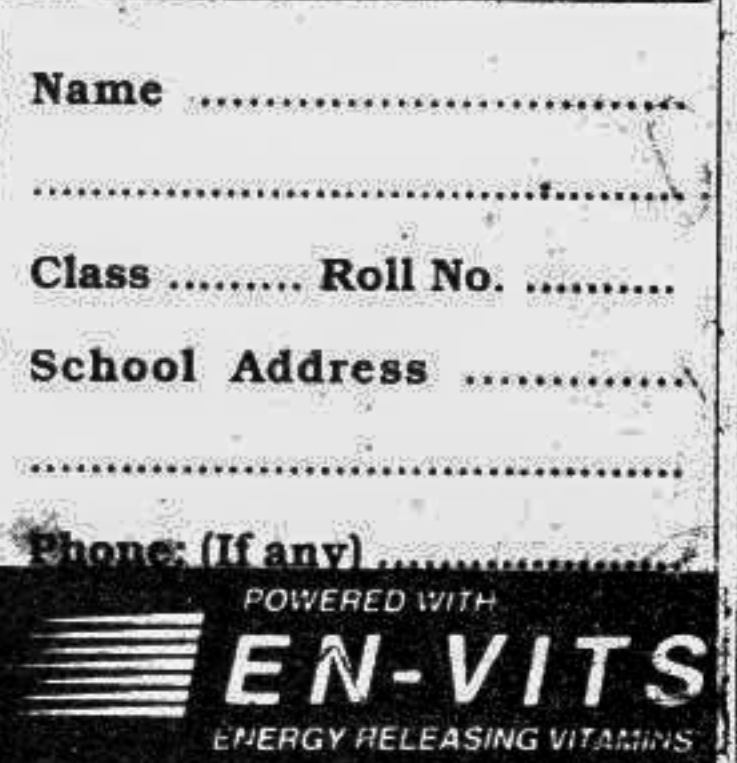 Name ........................................
........................................................
Class ......... Roll No. ..........
School Address ..............
........................................................
Phone: (If any) ......................
POWERED WITH
EN-VITS
ENERGY RELEASING VITAMINS